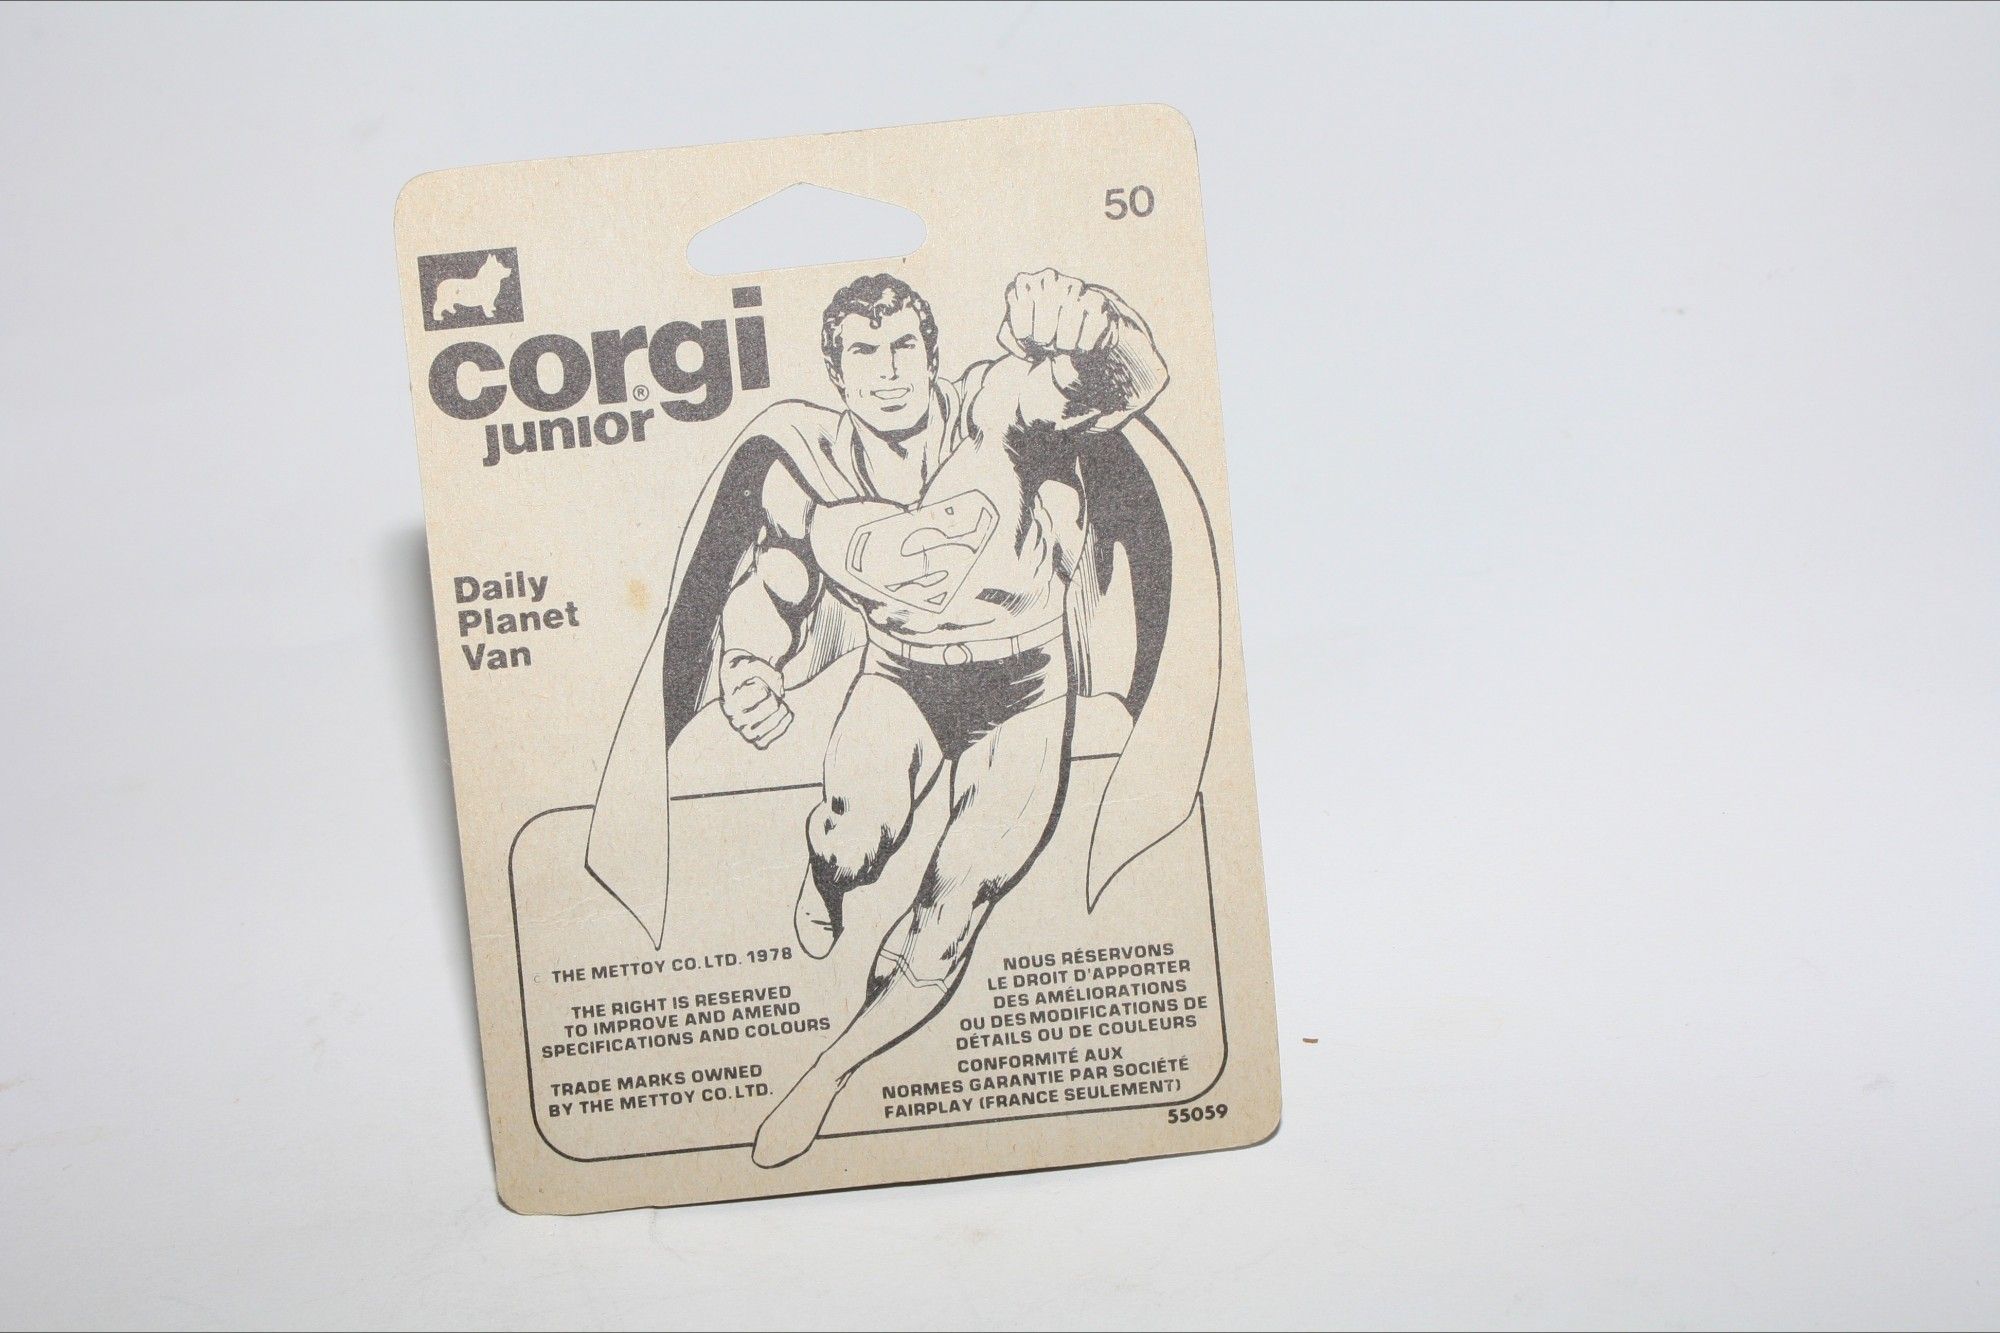 50
corgi
®
junior
Daily
Planet
Van
© THE METTOY CO. LTD. 1978
THE RIGHT IS RESERVED
TO IMPROVE AND AMEND
SPECIFICATIONS AND COLOURS
TRADE MARKS OWNED
BY THE METTOY CO. LTD.
NOUS RÉSERVONS
LE DROIT D'APPORTER
DES AMÉLIORATIONS
OU DES MODIFICATIONS DE
DÉTAILS OU DE COULEURS
CONFORMITÉ AUX
NORMES GARANTIE PAR SOCIÉTÉ
FAIRPLAY (FRANCE SEULEMENT)
55059